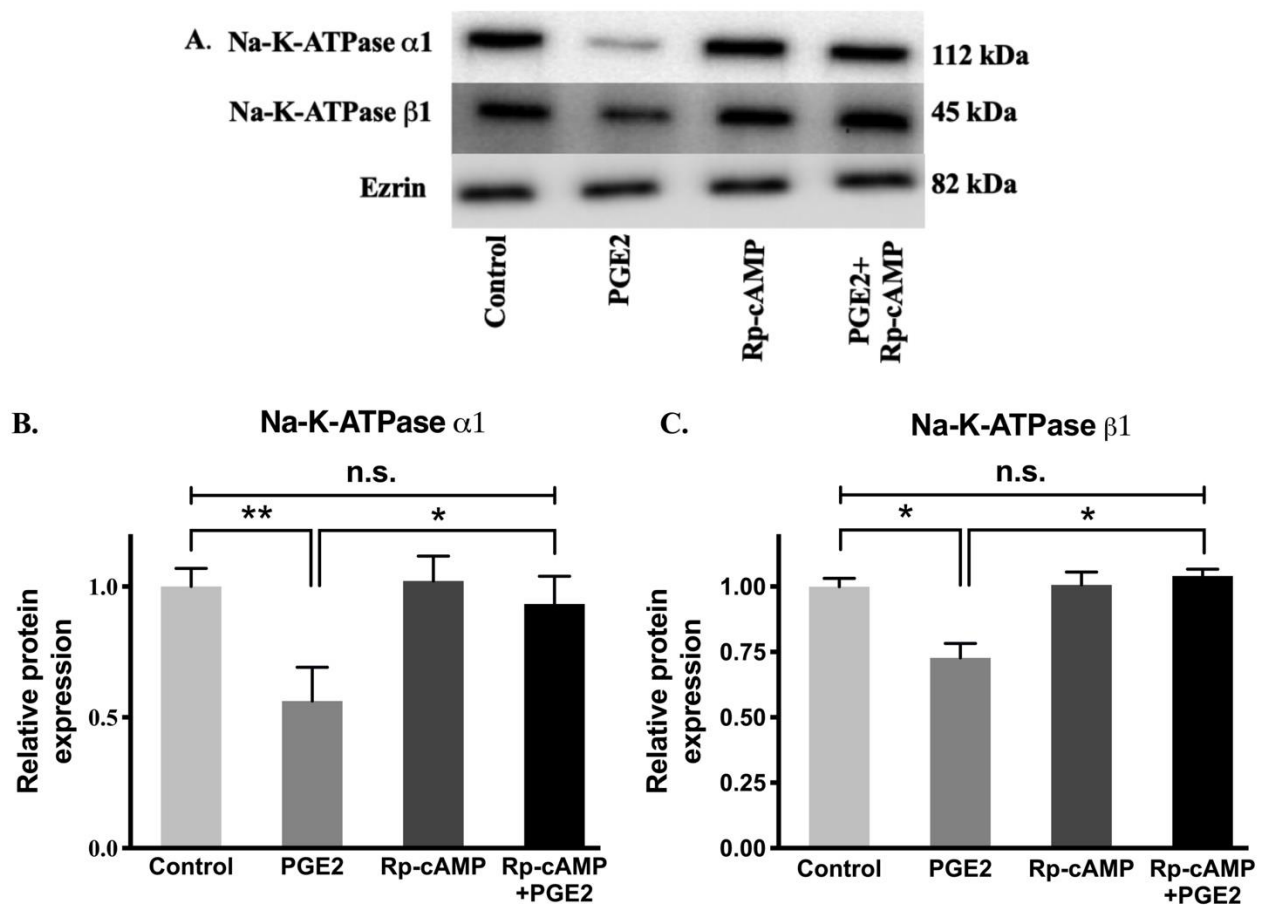 A. Na-K-ATPase α1
112 kDa
Na-K-ATPase β1
45 kDa
Ezrin
82 kDa
Control
PGE2
Rp-cAMP
PGE2+
Rp-cAMP
B.
Na-K-ATPase α1
n.s.
**
*
Relative protein
expression
1.0
0.5
0.0
Control
PGE2
Rp-cAMP
Rp-cAMP
+PGE2
C.
Na-K-ATPase β1
n.s.
*
*
Relative protein
expression
1.00
0.75
0.50
0.25
0.00
Control
PGE2
Rp-cAMP
Rp-cAMP
+PGE2